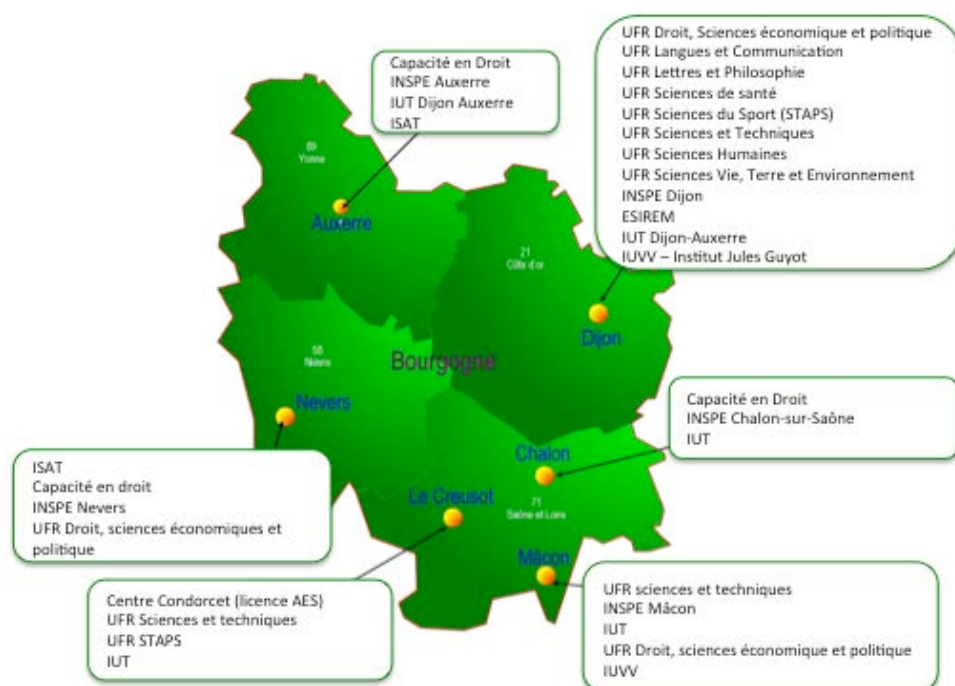 UFR Droit, Sciences économique et politique
UFR Langues et Communication
UFR Lettres et Philosophie
UFR Sciences de santé
UFR Sciences du Sport (STAPS)
UFR Sciences et Techniques
UFR Sciences Humaines
UFR Sciences Vie, Terre et Environnement
INSPE Dijon
ESIREM
IUT Dijon-Auxerre
IUVV – Institut Jules Guyot
Capacité en Droit
INSPE Auxerre
IUT Dijon Auxerre
ISAT
89
Yonne
Auxerre
21
Côte d'or
Dijon
58
Nièvre
Bourgogne
Nevers
Capacité en Droit
INSPE Chalon-sur-Saône
IUT
Chalon
Le Creusot
71
Saône et Loire
Mâcon
ISAT
Capacité en droit
INSPE Nevers
UFR Droit, sciences économiques et
politique
Centre Condorcet (licence AES)
UFR Sciences et techniques
UFR STAPS
IUT
UFR sciences et techniques
INSPE Mâcon
IUT
UFR Droit, sciences économique et politique
IUVV